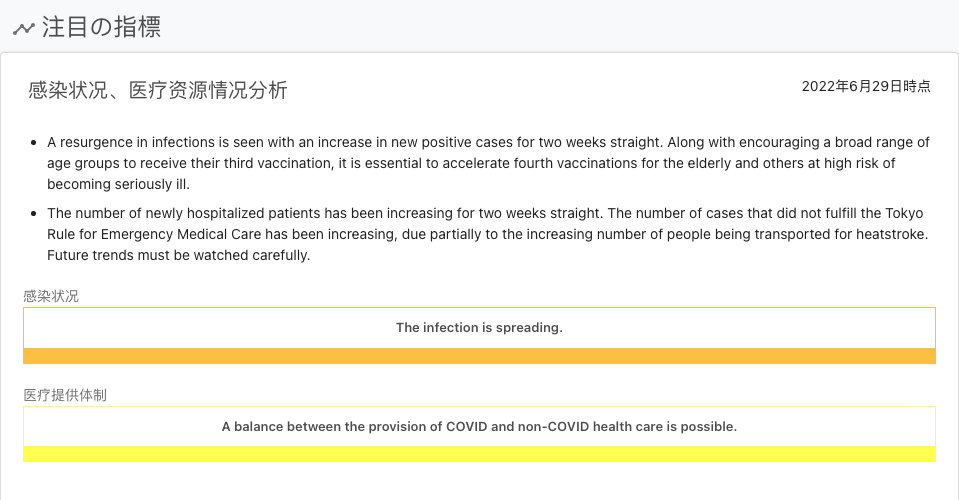 注目の指標
感染状况、医疗资源情况分析
2022年6月29日時点
A resurgence in infections is seen with an increase in new positive cases for two weeks straight. Along with encouraging a broad range of
age groups to receive their third vaccination, it is essential to accelerate fourth vaccinations for the elderly and others at high risk of
becoming seriously ill.
The number of newly hospitalized patients has been increasing for two weeks straight. The number of cases that did not fulfill the Tokyo
Rule for Emergency Medical Care has been increasing, due partially to the increasing number of people being transported for heatstroke.
Future trends must be watched carefully.
感染状况
The infection is spreading.
医疗提供体制
A balance between the provision of COVID and non-COVID health care is possible.